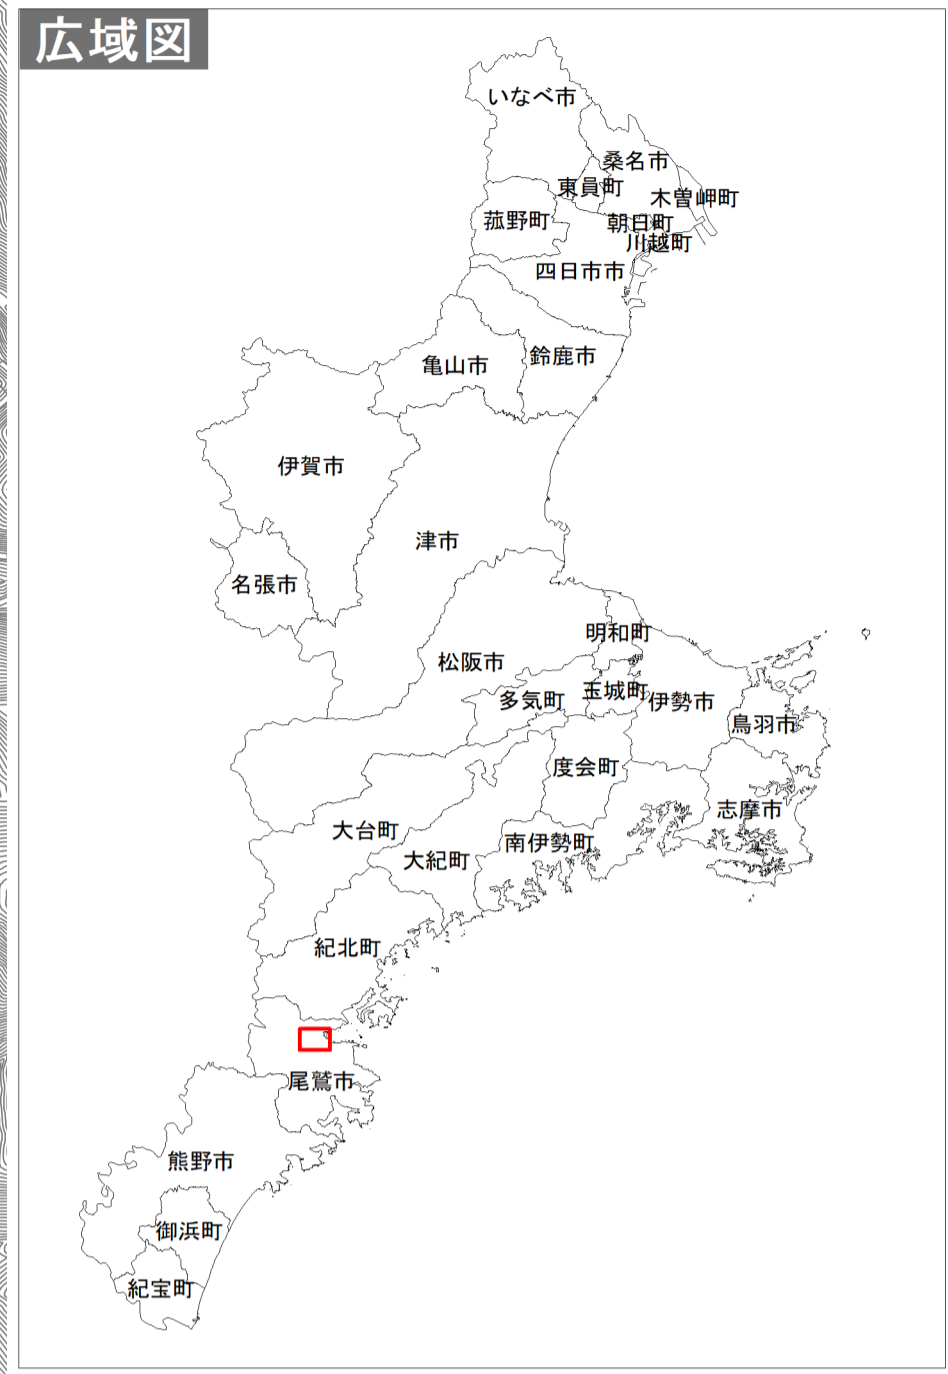 広域図
いなべ市
桑名市
東員町
木曽岬町
菰野町
朝日町
川越町
四日市市
亀山市
鈴鹿市
伊賀市
津市
名張市
明和町
松阪市
多気町
玉城町
伊勢市
鳥羽市
度会町
志摩市
大台町
南伊勢町
大紀町
紀北町
尾鷲市
熊野市
御浜町
紀宝町